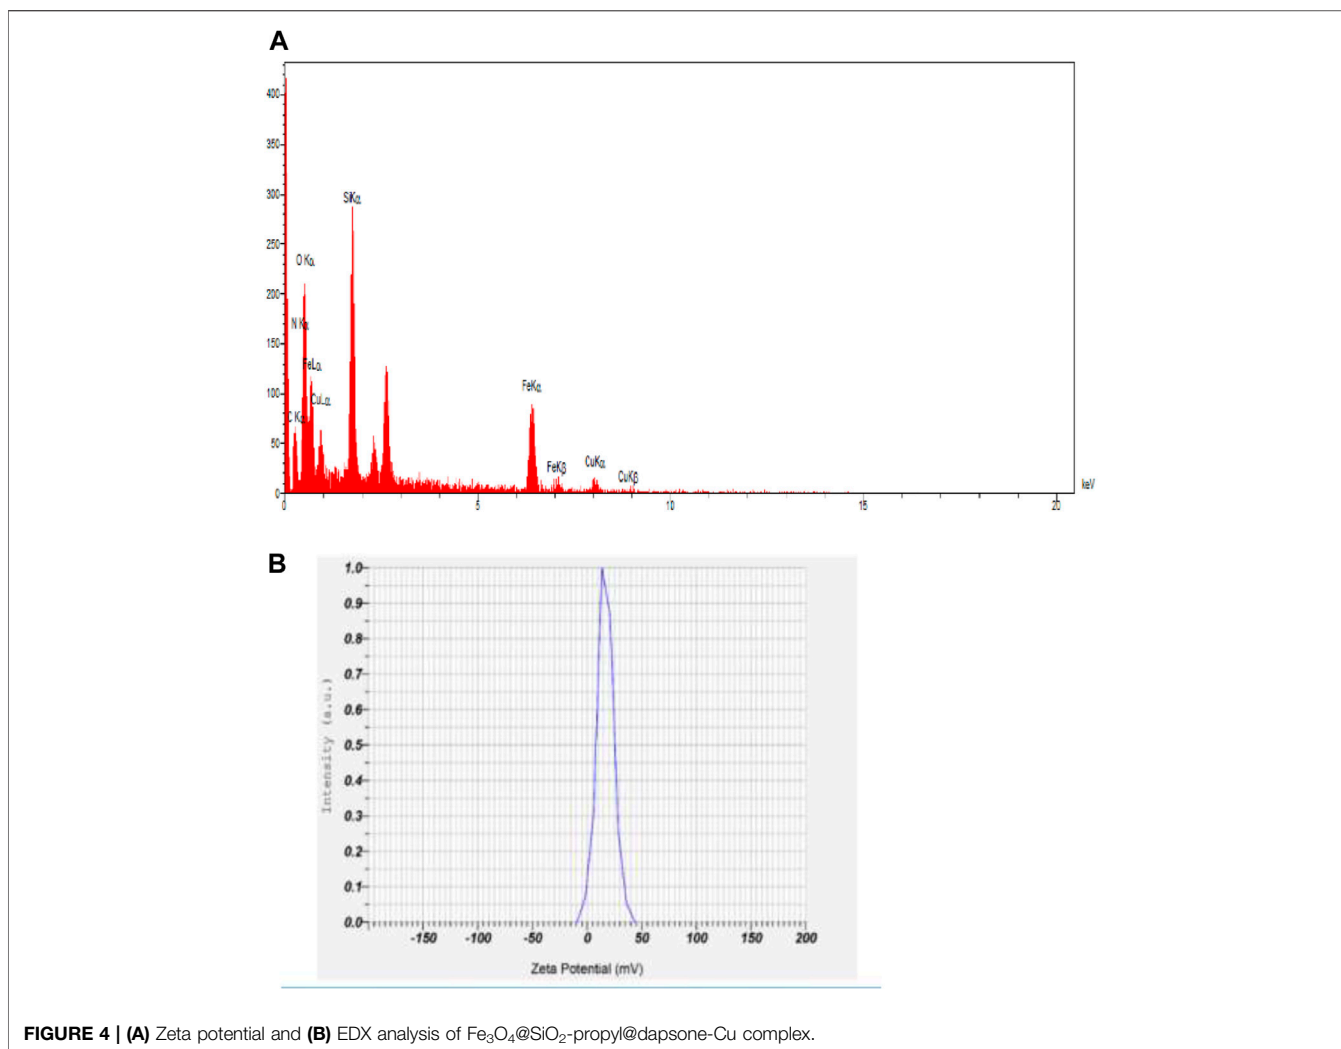 A
400
350
300
250
200
150
100
50
0
SiKα
O Kα
N Kα
FeLα
CuLα
C Kα
FeKα
FeKβ
CuKα
CuKβ
0 5 10 15 20
keV
B
1.0
0.9
0.8
0.7
0.6
0.5
0.4
0.3
0.2
0.1
0.0
Intensity (a.u.)
-150 -100 -50 0 50 100 150 200
Zeta Potential (mV)
FIGURE 4 | (A) Zeta potential and (B) EDX analysis of Fe₃O₄@SiO₂-propyl@dapsone-Cu complex.